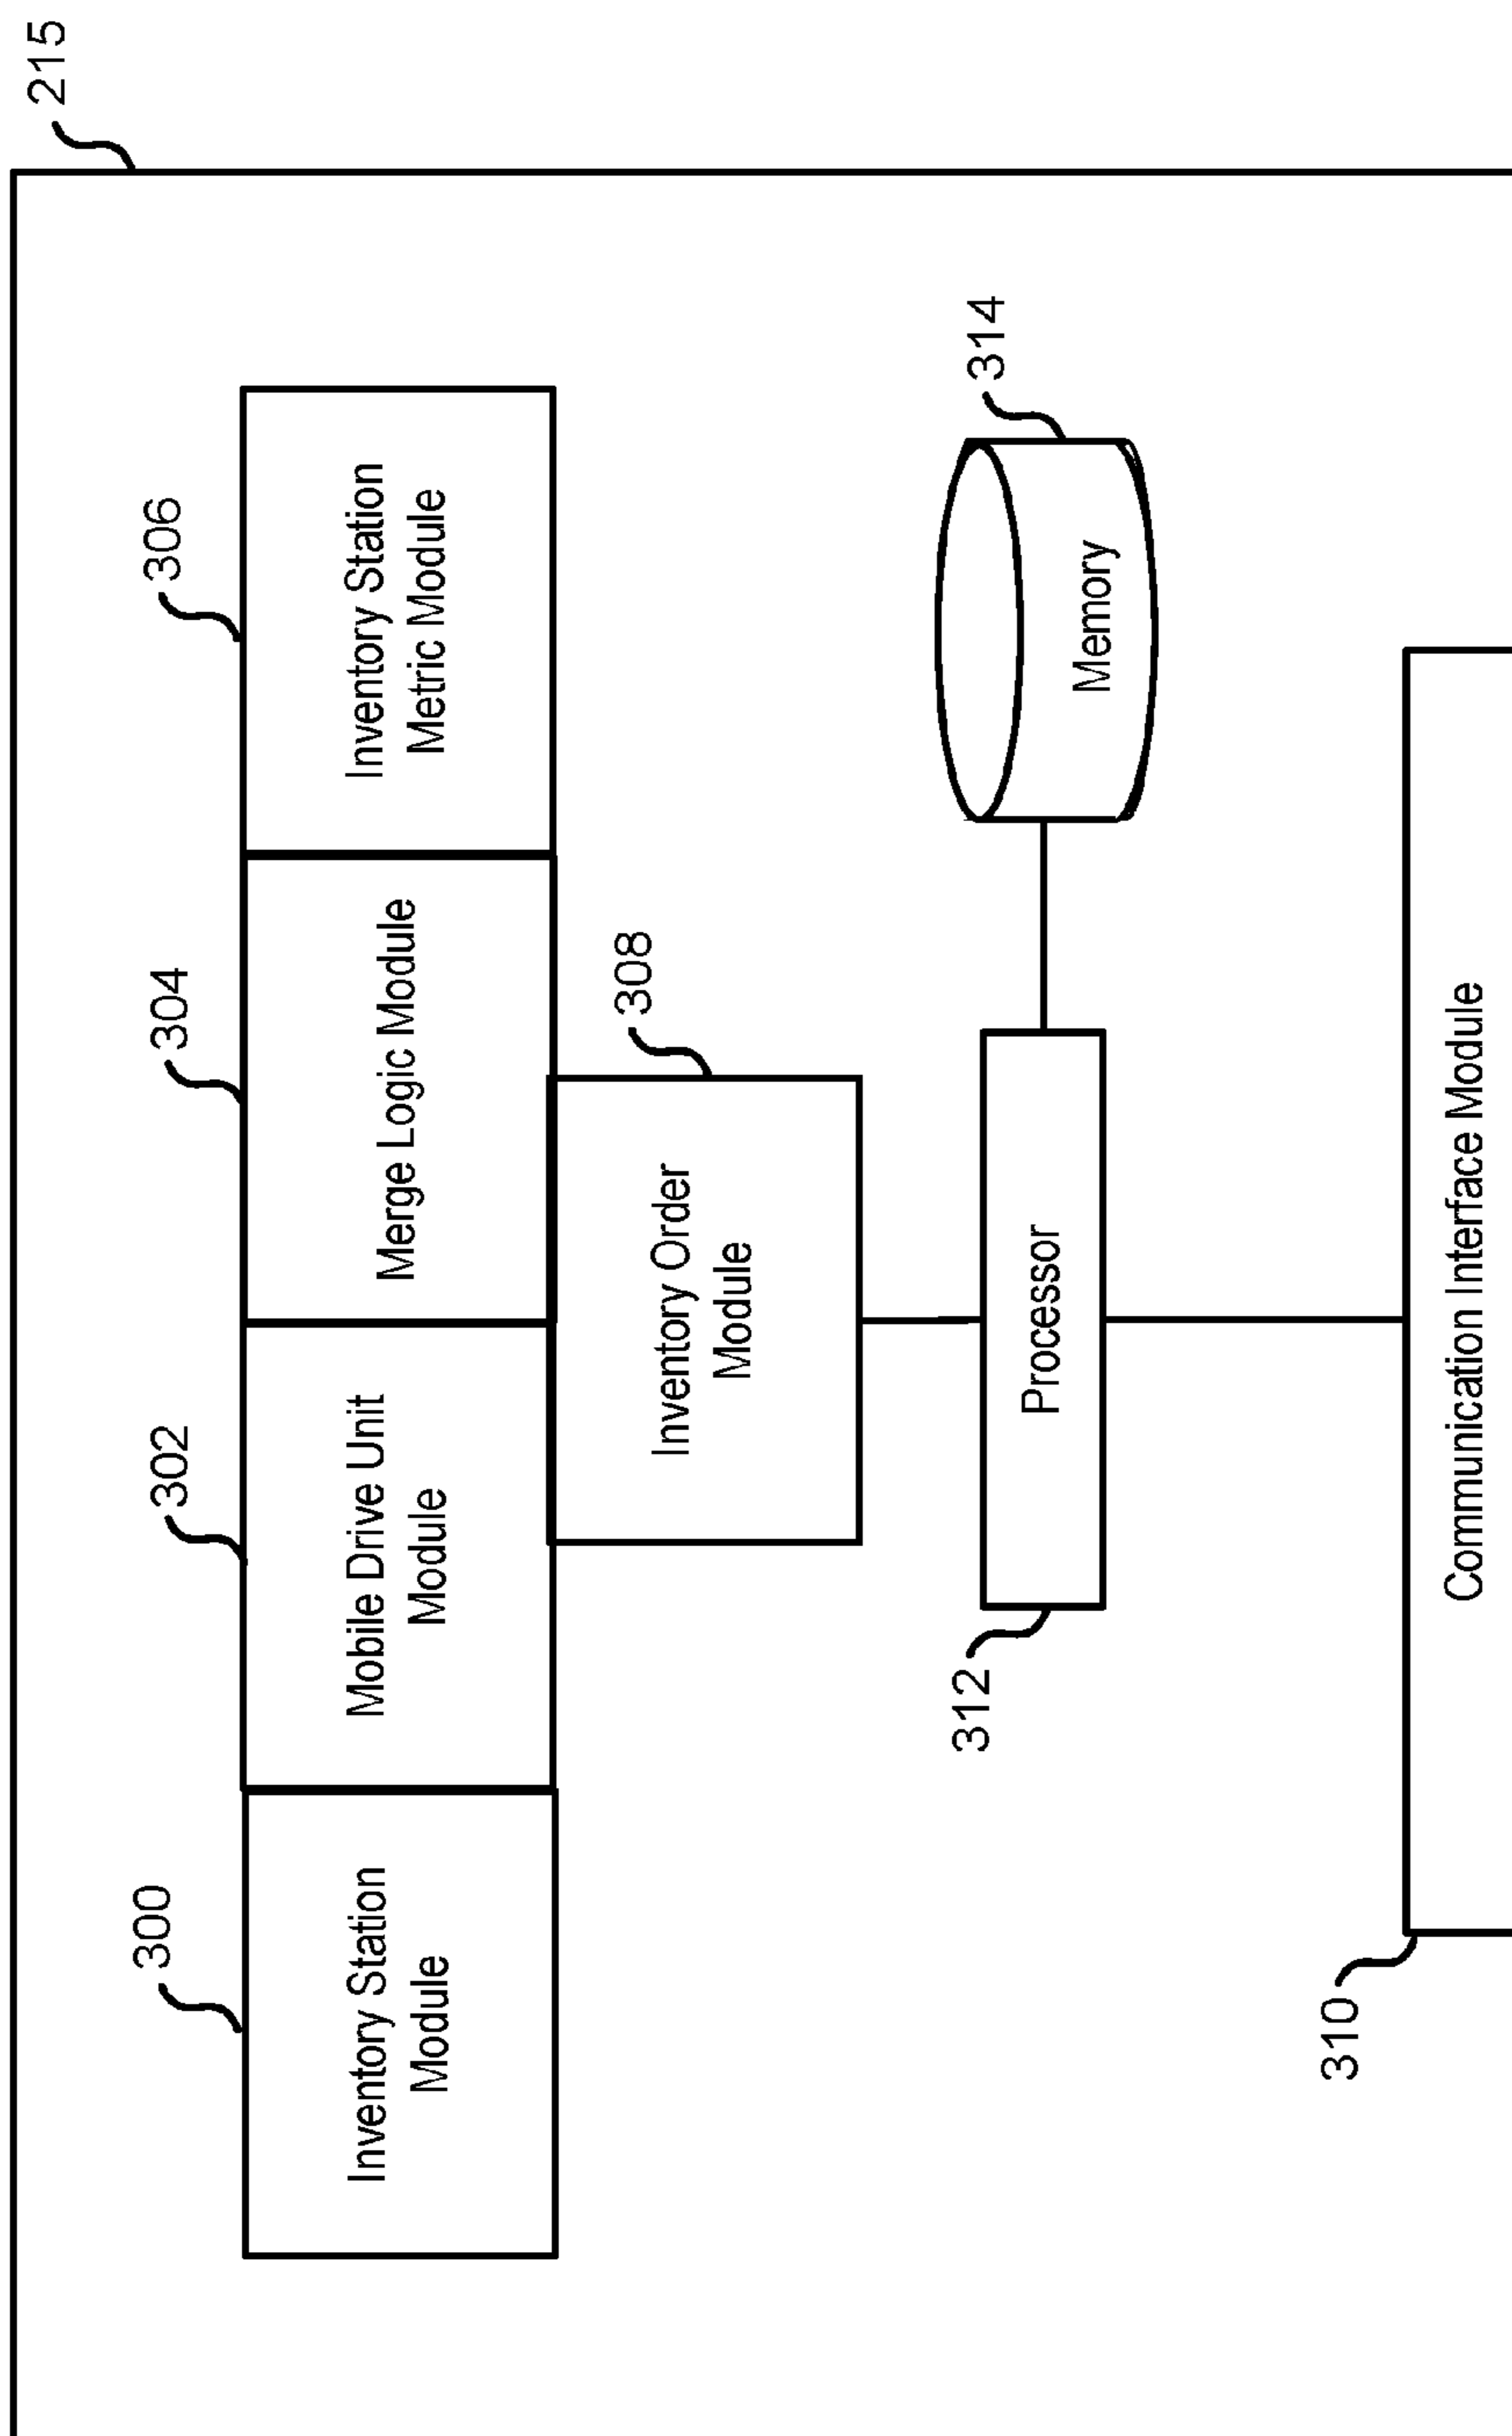 215
300
302
304
306
Inventory Station
Module
Mobile Drive Unit
Module
Merge Logic Module
Inventory Station
Metric Module
308
Inventory Order
Module
312
Processor
314
Memory
310
Communication Interface Module